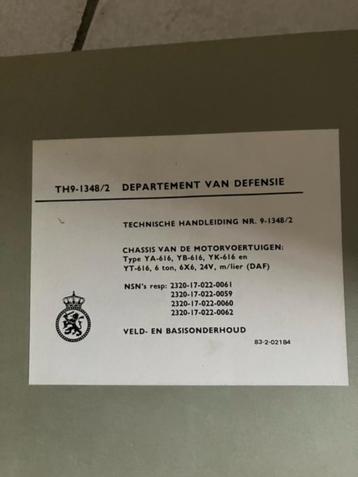 TH9-1348/2 DEPARTEMENT VAN DEFENSIE
TECHNISCHE HANDLEIDING NR. 9-1348/2
CHASSIS VAN DE MOTORVOERTUIGEN:
Type YA-616, YB-616, YK-616 en
YT-616, 6 ton, 6X6, 24V, m/lier (DAF)
NSN's resp: 2320-17-022-0061
2320-17-022-0059
2320-17-022-0060
2320-17-022-0062
VELD- EN BASISONDERHOUD
83-2-02184